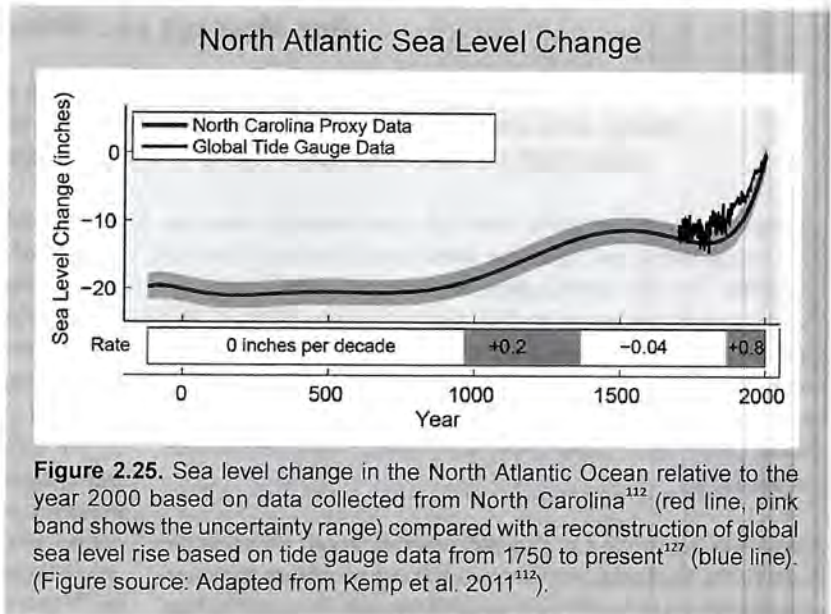 North Atlantic Sea Level Change
North Carolina Proxy Data
Global Tide Gauge Data
Sea Level Change (inches)
0
−10
−20
Rate
0 inches per decade
+0.2
−0.04
+0.8
0
500
1000
1500
2000
Year
Figure 2.25. Sea level change in the North Atlantic Ocean relative to the
year 2000 based on data collected from North Carolina¹¹² (red line, pink
band shows the uncertainty range) compared with a reconstruction of global
sea level rise based on tide gauge data from 1750 to present¹²⁷ (blue line).
(Figure source: Adapted from Kemp et al. 2011¹¹²).